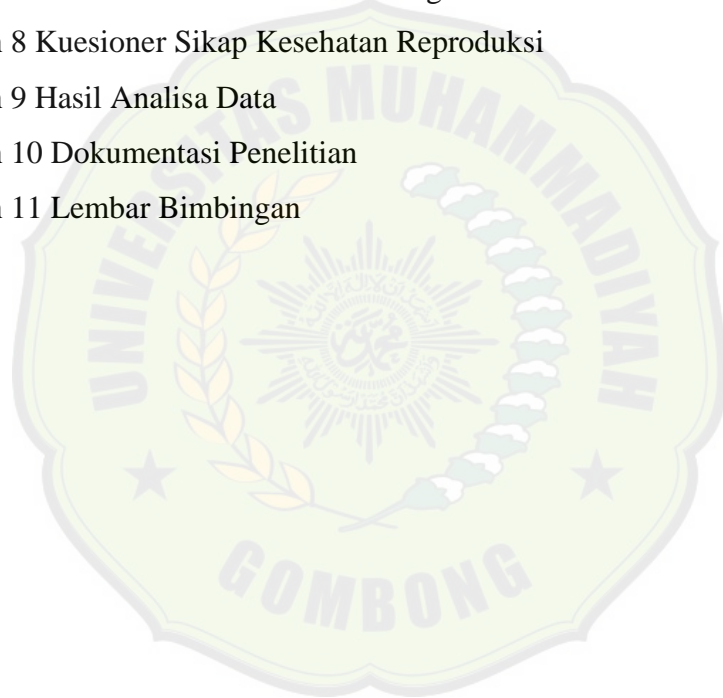 n 8 Kuesioner Sikap Kesehatan Reproduksi
n 9 Hasil Analisa Data
n 10 Dokumentasi Penelitian
n 11 Lembar Bimbingan
UNIVERSITAS MUHAMMADIYAH
GOMBONG